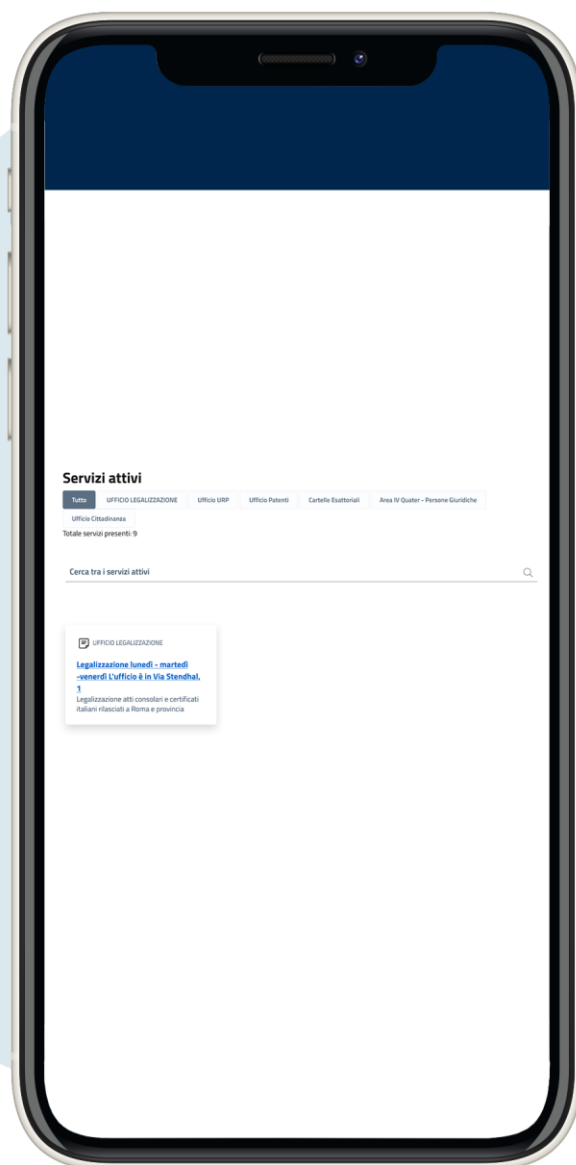 Servizi attivi
Tutto UFFICIO LEGALIZZAZIONE Ufficio URP Ufficio Patenti Cartelle Esattoriali Area IV Quater - Persone Giuridiche
Ufficio Cittadinanza
Totale servizi presenti: 9
Cerca tra i servizi attivi
UFFICIO LEGALIZZAZIONE
Legalizzazione lunedì - martedì
-venerdì L'ufficio è in Via Stendhal,
1
Legalizzazione atti consolari e certificati
italiani rilasciati a Roma e provincia